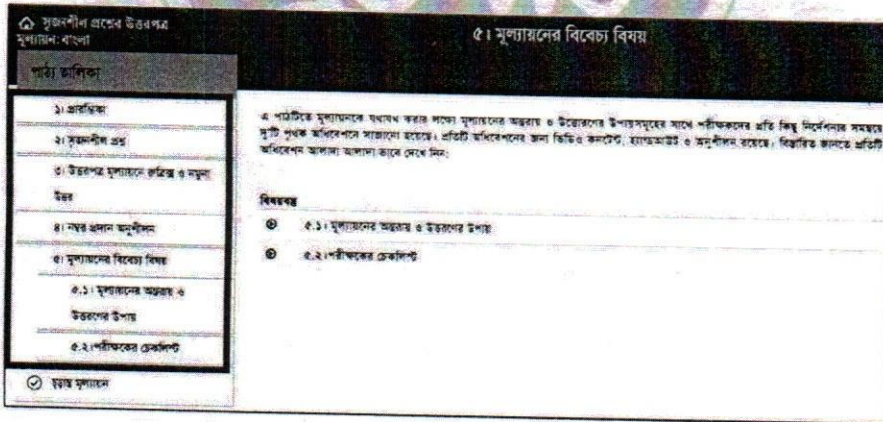 সৃজনশীল প্রশ্নের উত্তরপত্র
মূল্যায়ন: বাংলা
৫। মূল্যায়নের বিবেচ্য বিষয়
পাঠ্য তালিকা
১। প্রারম্ভিকা
২। সৃজনশীল প্রশ্ন
৩। উত্তরপত্র মূল্যায়নে রুব্রিক্স ও নমুনা
উত্তর
৪। নম্বর প্রদান অনুশীলন
৫। মূল্যায়নের বিবেচ্য বিষয়
৫.১। মূল্যায়নের অন্তরায় ও
উত্তরণের উপায়
৫.২।পরীক্ষকের চেকলিস্ট
চূড়ান্ত মূল্যায়ন
এ পাঠটিতে মূল্যায়নকে যথাযথ করার লক্ষ্যে মূল্যায়নের অন্তরায় ও উত্তোরণের উপায়সমূহের সাথে পরীক্ষকদের প্রতি কিছু নির্দেশনার সমন্বয়ে
দু'টি পৃথক অধিবেশনে সাজানো হয়েছে। প্রতিটি অধিবেশনের জন্য ভিডিও কনটেন্ট, হ্যান্ডআউট ও অনুশীলন রয়েছে। বিস্তারিত জানতে প্রতিটি
অধিবেশন আলাদা আলাদা ভাবে দেখে নিন:
বিষয়বস্তু
৫.১। মূল্যায়নের অন্তরায় ও উত্তরণের উপায়
৫.২।পরীক্ষকের চেকলিস্ট